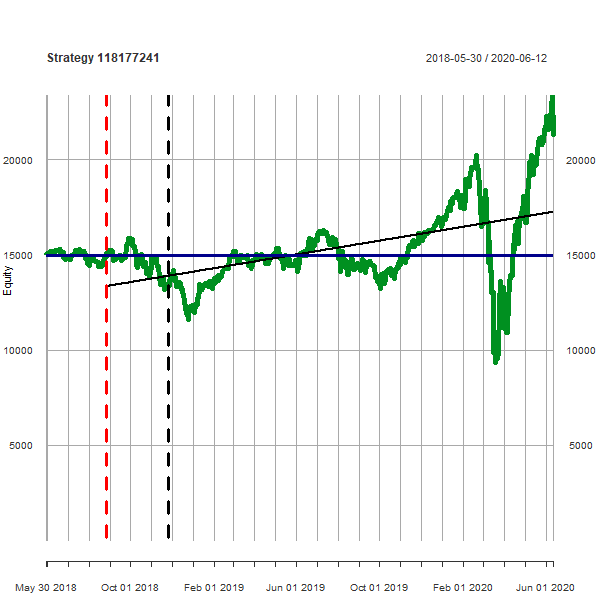 Strategy 118177241
2018-05-30 / 2020-06-12
20000
20000
15000
15000
Equity
10000
10000
5000
5000
May 30 2018
Oct 01 2018
Feb 01 2019
Jun 01 2019
Oct 01 2019
Feb 01 2020
Jun 01 2020